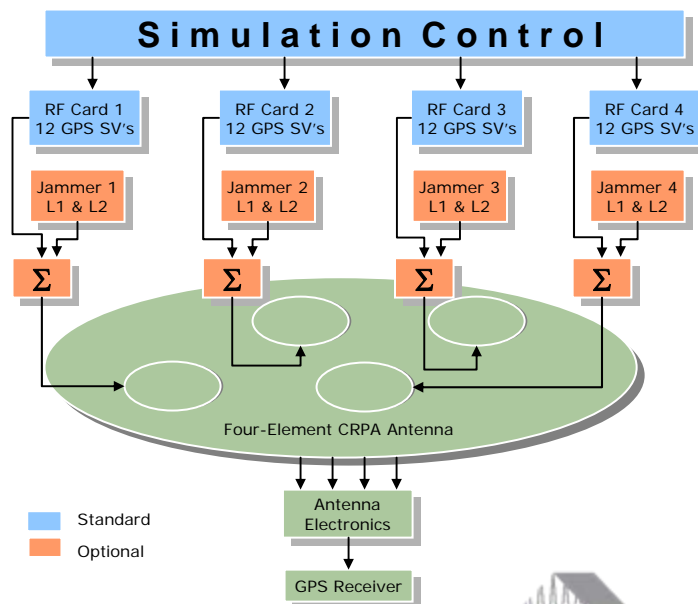 Simulation Control
RF Card 1
12 GPS SV's
RF Card 2
12 GPS SV's
RF Card 3
12 GPS SV's
RF Card 4
12 GPS SV's
Jammer 1
L1 & L2
Jammer 2
L1 & L2
Jammer 3
L1 & L2
Jammer 4
L1 & L2
Σ
Σ
Σ
Σ
Four-Element CRPA Antenna
Antenna
Electronics
GPS Receiver
Standard
Optional